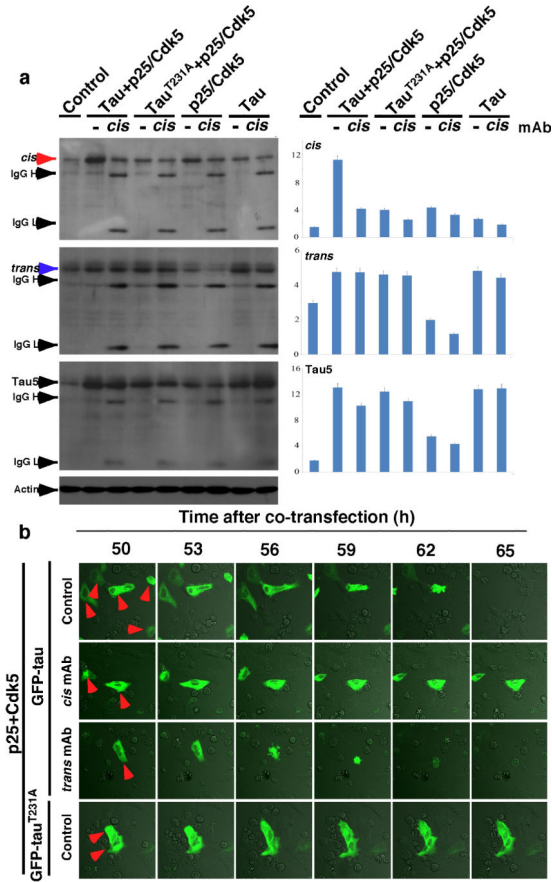 a
Control
Tau+p25/Cdk5
TauT231A+p25/Cdk5
p25/Cdk5
Tau
- cis - cis - cis - cis
Control
Tau+p25/Cdk5
TauT231A+p25/Cdk5
p25/Cdk5
Tau
- cis - cis - cis - cis mAb
cis
IgG H
IgG L
cis
12
8
4
0
trans
IgG H
IgG L
trans
6
4
2
0
Tau5
IgG H
IgG L
Tau5
16
12
8
4
0
Actin
b
Time after co-transfection (h)
50 53 56 59 62 65
p25+Cdk5
GFP-tau
Control
cis mAb
trans mAb
GFP-tauT231A
Control